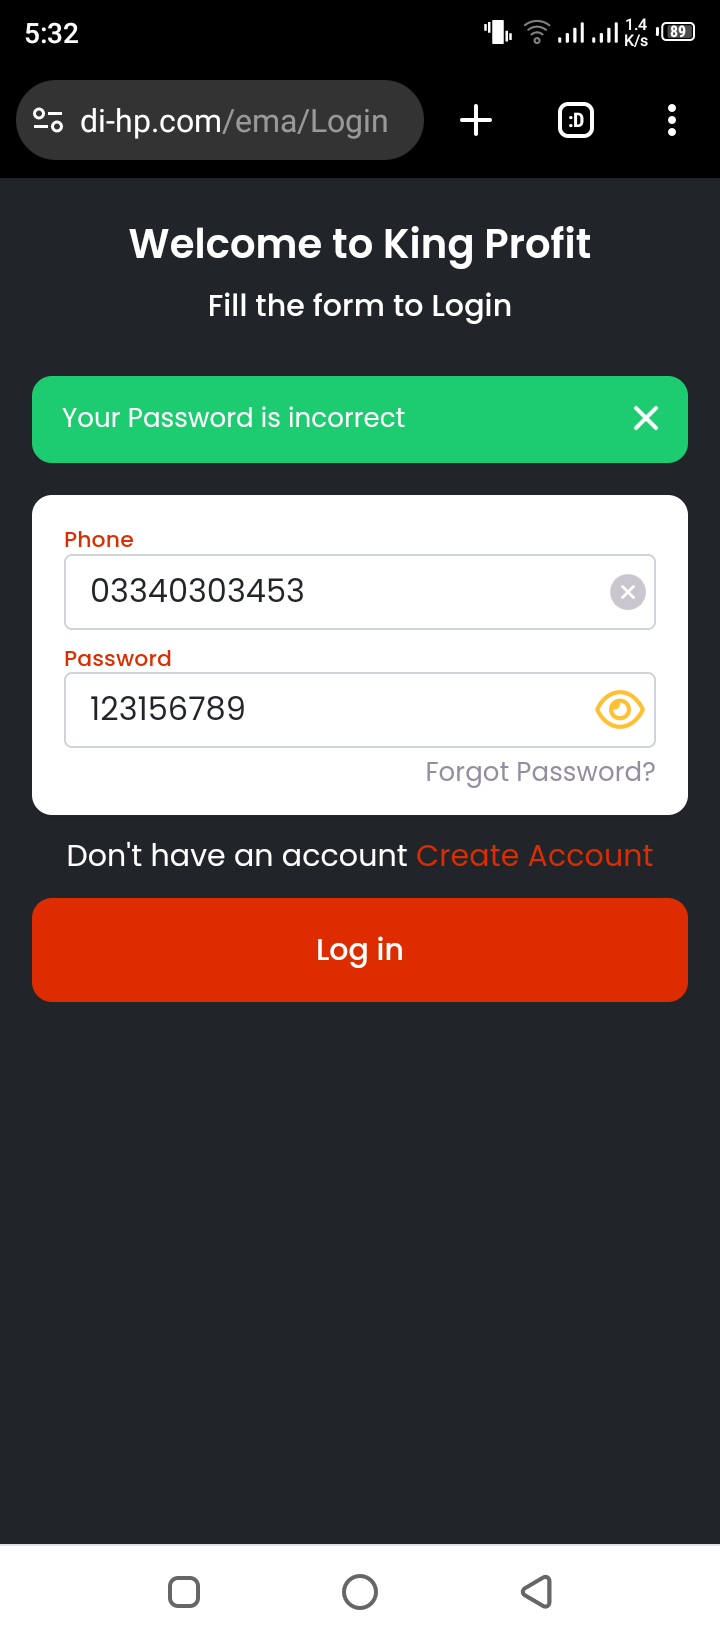 5:32
1.4
K/s
89
di-hp.com/ema/Login
:D
Welcome to King Profit
Fill the form to Login
Your Password is incorrect
Phone
03340303453
Password
123156789
Forgot Password?
Don't have an account Create Account
Log in